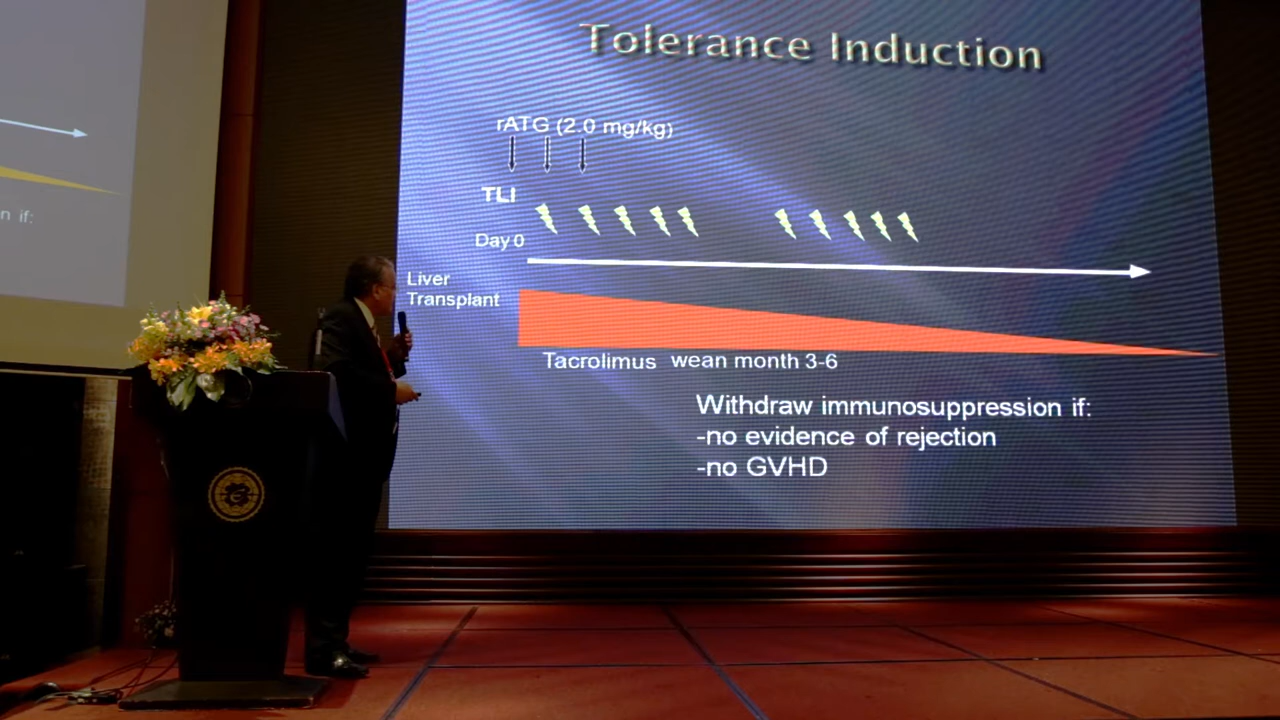 Tolerance Induction
rATG (2.0 mg/kg)
TLI
Day 0
Liver
Transplant
Tacrolimus wean month 3-6
Withdraw immunosuppression if:
-no evidence of rejection
-no GVHD
n if: